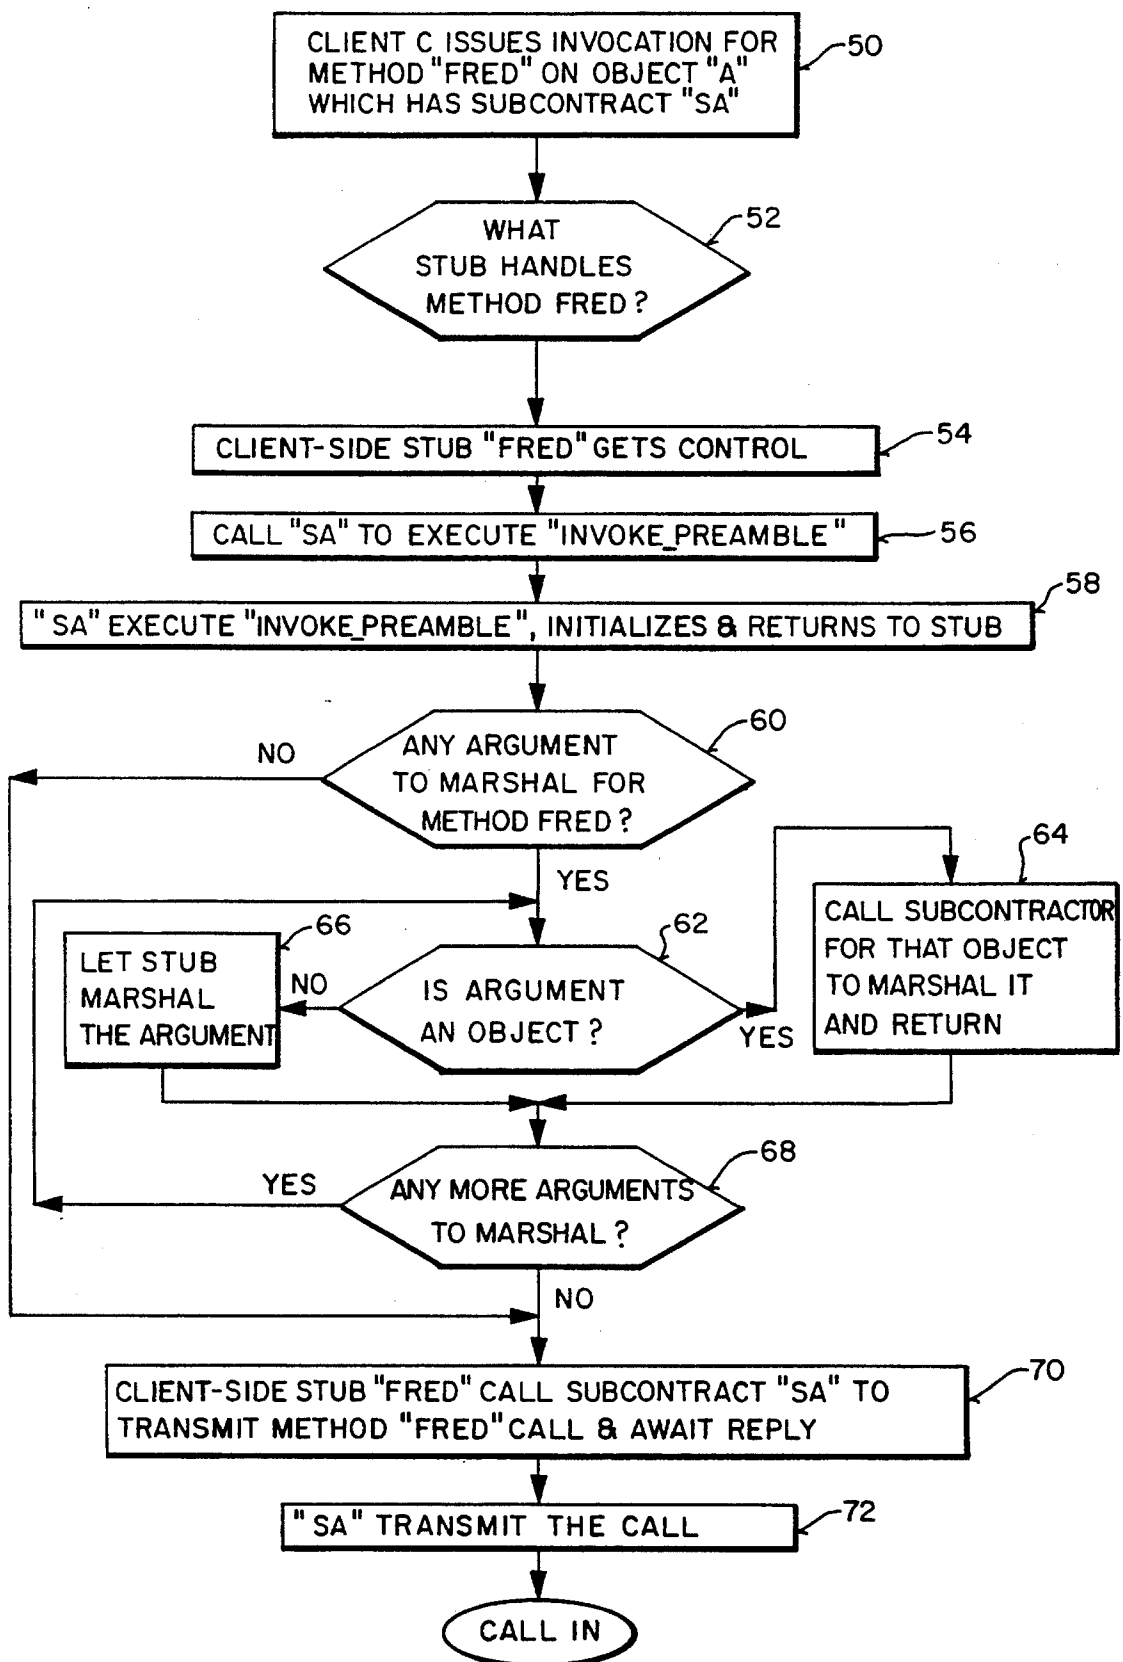 CLIENT C ISSUES INVOCATION FOR
METHOD "FRED" ON OBJECT "A"
WHICH HAS SUBCONTRACT "SA"
50
WHAT
STUB HANDLES
METHOD FRED?
52
CLIENT-SIDE STUB "FRED" GETS CONTROL
54
CALL "SA" TO EXECUTE "INVOKE_PREAMBLE"
56
"SA" EXECUTE "INVOKE_PREAMBLE", INITIALIZES & RETURNS TO STUB
58
ANY ARGUMENT
TO MARSHAL FOR
METHOD FRED?
60
NO
YES
IS ARGUMENT
AN OBJECT?
62
NO
YES
CALL SUBCONTRACTOR
FOR THAT OBJECT
TO MARSHAL IT
AND RETURN
64
LET STUB
MARSHAL
THE ARGUMENT
66
ANY MORE ARGUMENTS
TO MARSHAL?
68
YES
NO
CLIENT-SIDE STUB "FRED" CALL SUBCONTRACT "SA" TO
TRANSMIT METHOD "FRED" CALL & AWAIT REPLY
70
"SA" TRANSMIT THE CALL
72
CALL IN